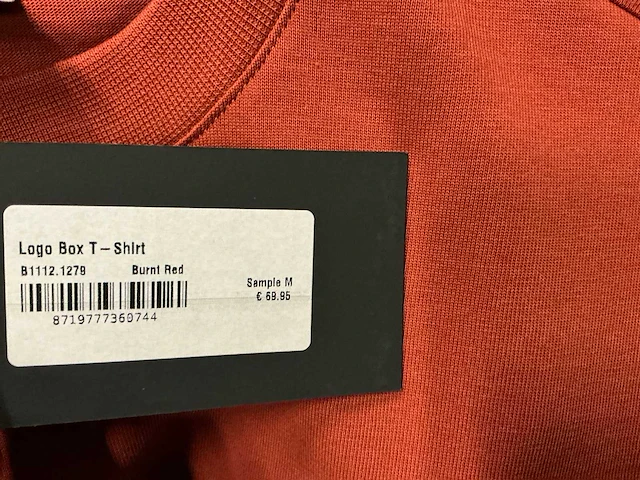 Logo Box T-Shirt
B1112.1279 Burnt Red
Sample M
€ 69.95
8719777360744